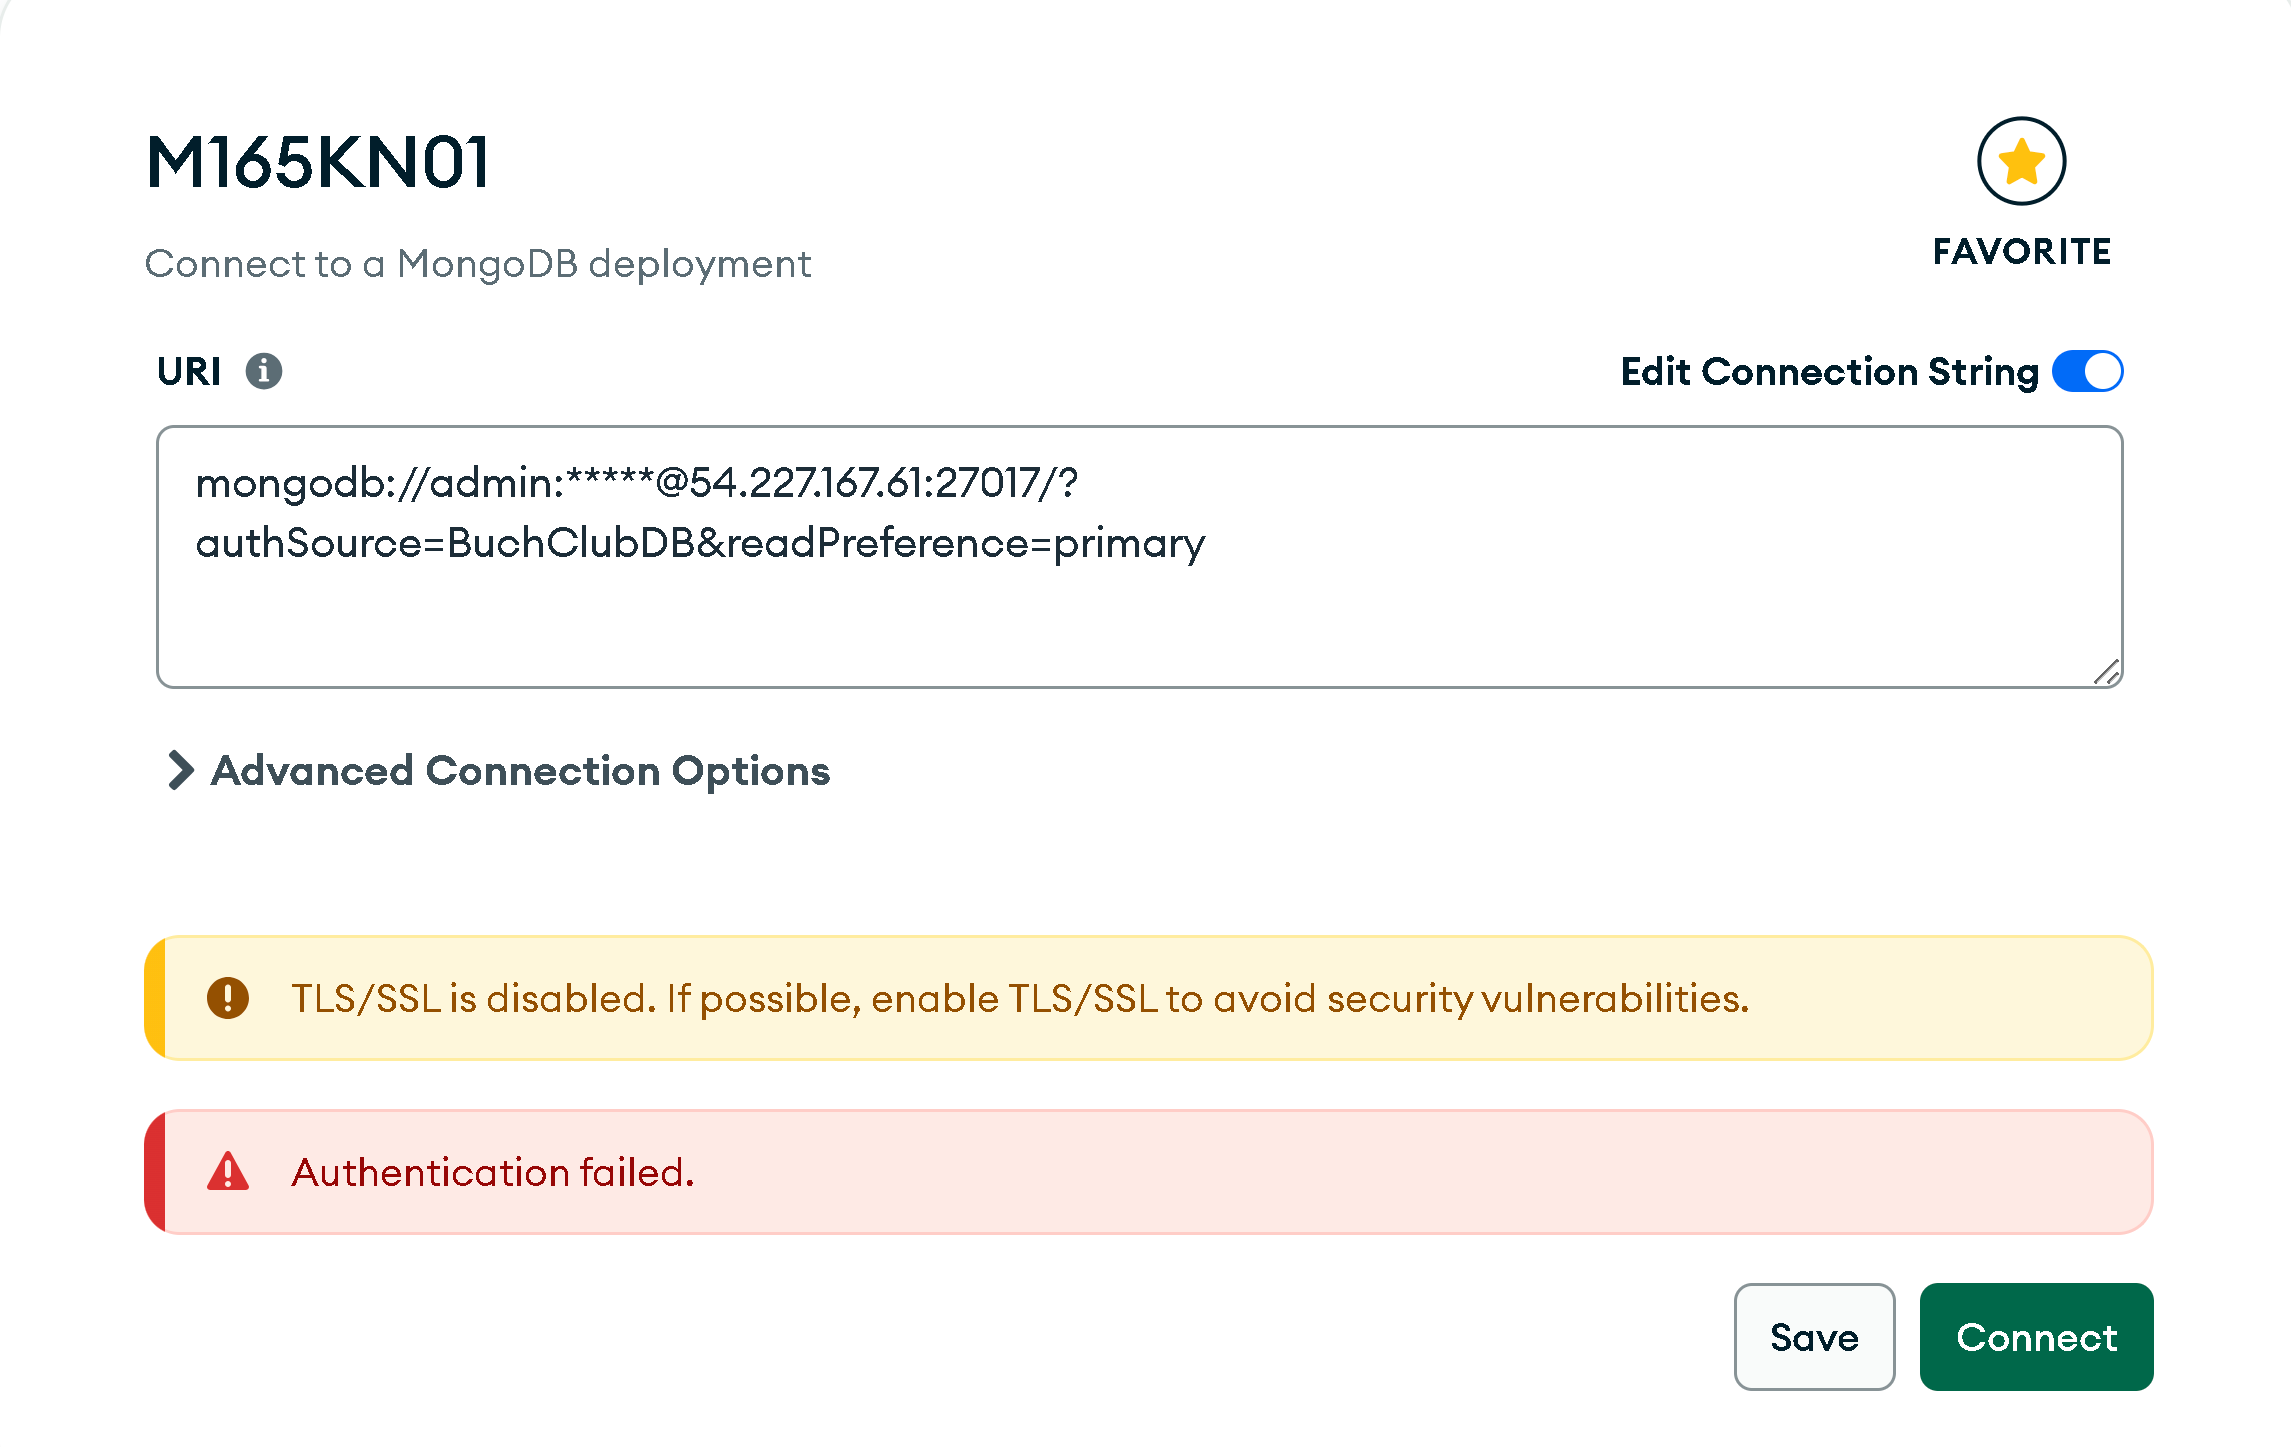 M165KN01
FAVORITE
Connect to a MongoDB deployment
URI
Edit Connection String
mongodb://admin:*****@54.227.167.61:27017/?
authSource=BuchClubDB&readPreference=primary
Advanced Connection Options
TLS/SSL is disabled. If possible, enable TLS/SSL to avoid security vulnerabilities.
Authentication failed.
Save
Connect